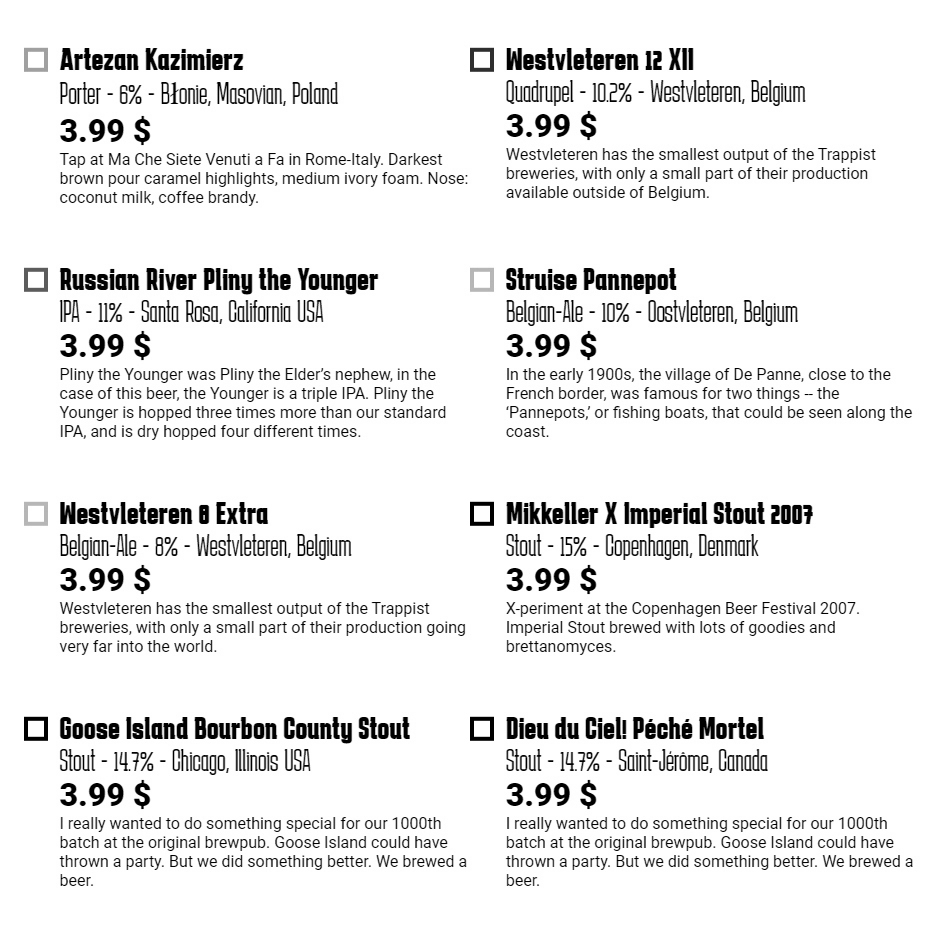 Artezan Kazimierz
Porter - 6% - Błonie, Masovian, Poland
3.99 $
Tap at Ma Che Siete Venuti a Fa in Rome-Italy. Darkest
brown pour caramel highlights, medium ivory foam. Nose:
coconut milk, coffee brandy.
Westvleteren 12 XII
Quadrupel - 10.2% - Westvleteren, Belgium
3.99 $
Westvleteren has the smallest output of the Trappist
breweries, with only a small part of their production
available outside of Belgium.
Russian River Pliny the Younger
IPA - 11% - Santa Rosa, California USA
3.99 $
Pliny the Younger was Pliny the Elder’s nephew, in the
case of this beer, the Younger is a triple IPA. Pliny the
Younger is hopped three times more than our standard
IPA, and is dry hopped four different times.
Struise Pannepot
Belgian-Ale - 10% - Oostvleteren, Belgium
3.99 $
In the early 1900s, the village of De Panne, close to the
French border, was famous for two things -- the
‘Pannepots,’ or fishing boats, that could be seen along the
coast.
Westvleteren 8 Extra
Belgian-Ale - 8% - Westvleteren, Belgium
3.99 $
Westvleteren has the smallest output of the Trappist
breweries, with only a small part of their production going
very far into the world.
Mikkeller X Imperial Stout 2007
Stout - 15% - Copenhagen, Denmark
3.99 $
X-periment at the Copenhagen Beer Festival 2007.
Imperial Stout brewed with lots of goodies and
brettanomyces.
Goose Island Bourbon County Stout
Stout - 14.7% - Chicago, Illinois USA
3.99 $
I really wanted to do something special for our 1000th
batch at the original brewpub. Goose Island could have
thrown a party. But we did something better. We brewed a
beer.
Dieu du Ciel! Péché Mortel
Stout - 14.7% - Saint-Jérôme, Canada
3.99 $
I really wanted to do something special for our 1000th
batch at the original brewpub. Goose Island could have
thrown a party. But we did something better. We brewed a
beer.